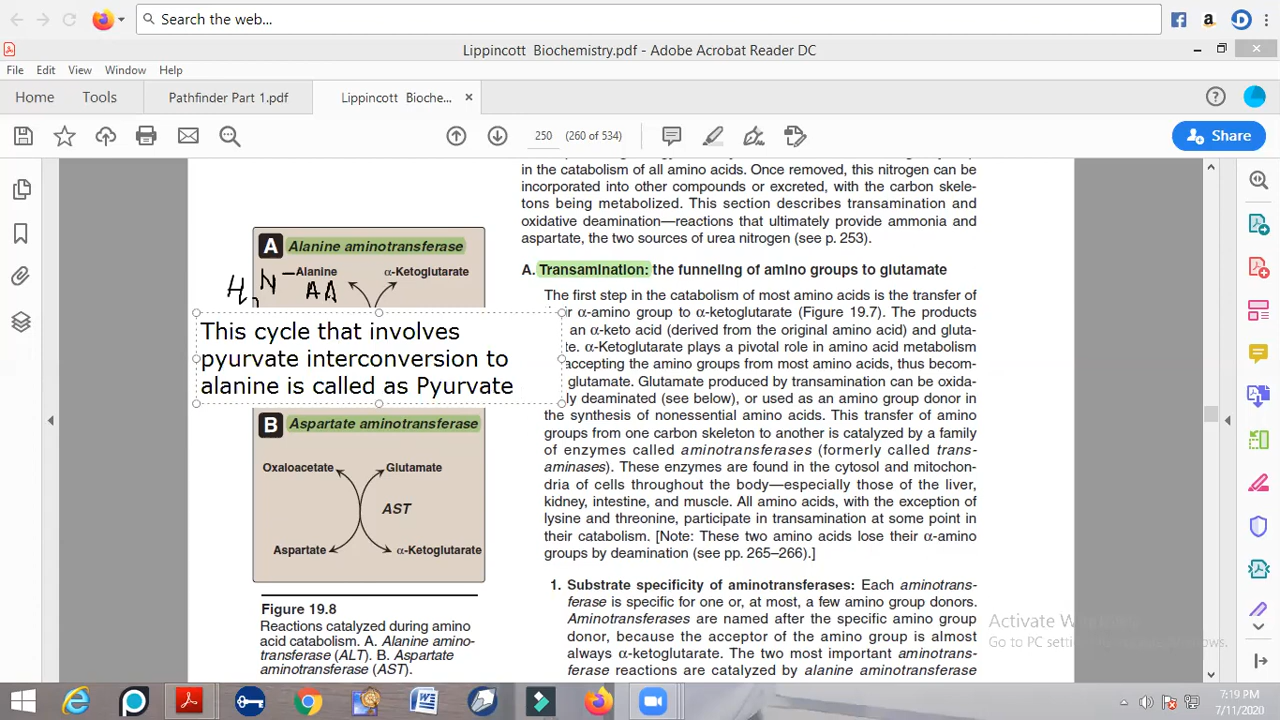 Search the web...
Lippincott Biochemistry.pdf - Adobe Acrobat Reader DC
File Edit View Window Help
Home Tools Pathfinder Part 1.pdf Lippincott Bioche... ×
250 (260 of 534) Share
in the catabolism of all amino acids. Once removed, this nitrogen can be
incorporated into other compounds or excreted, with the carbon skele-
tons being metabolized. This section describes transamination and
oxidative deamination—reactions that ultimately provide ammonia and
aspartate, the two sources of urea nitrogen (see p. 253).
A. Transamination: the funneling of amino groups to glutamate
The first step in the catabolism of most amino acids is the transfer of
α-amino group to α-ketoglutarate (Figure 19.7). The products
an α-keto acid (derived from the original amino acid) and gluta-
α-Ketoglutarate plays a pivotal role in amino acid metabolism
accepting the amino groups from most amino acids, thus becom-
glutamate. Glutamate produced by transamination can be oxida-
deaminated (see below), or used as an amino group donor in
the synthesis of nonessential amino acids. This transfer of amino
groups from one carbon skeleton to another is catalyzed by a family
of enzymes called aminotransferases (formerly called trans-
aminases). These enzymes are found in the cytosol and mitochon-
dria of cells throughout the body—especially those of the liver,
kidney, intestine, and muscle. All amino acids, with the exception of
lysine and threonine, participate in transamination at some point in
their catabolism. [Note: These two amino acids lose their α-amino
groups by deamination (see pp. 265–266).]
1. Substrate specificity of aminotransferases: Each aminotrans-
ferase is specific for one or, at most, a few amino group donors.
Aminotransferases are named after the specific amino group
donor, because the acceptor of the amino group is almost
always α-ketoglutarate. The two most important aminotrans-
ferase reactions are catalyzed by alanine aminotransferase
A Alanine aminotransferase
Alanine α-Ketoglutarate
H2 N AA
This cycle that involves
pyurvate interconversion to
alanine is called as Pyurvate
B Aspartate aminotransferase
Oxaloacetate Glutamate
AST
Aspartate α-Ketoglutarate
Figure 19.8
Reactions catalyzed during amino
acid catabolism. A. Alanine amino-
transferase (ALT). B. Aspartate
aminotransferase (AST).
Activate
Go to PC
7:19 PM
7/11/2020